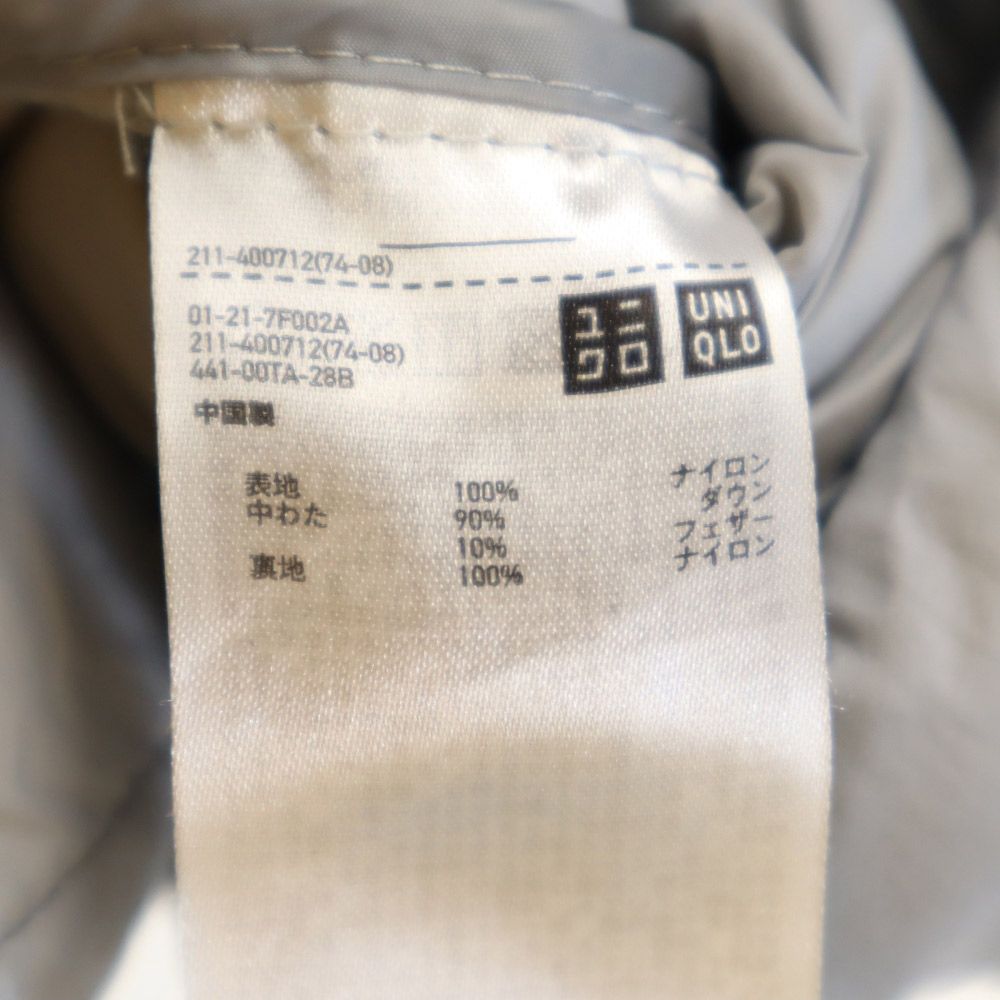 211-400712(74-08)
01-21-7F002A
211-400712(74-08)
441-00TA-28B
中国製
ユニ
クロ
UNI
QLO
表地 100% ナイロン
中わた 90% ダウン
10% フェザー
裏地 100% ナイロン